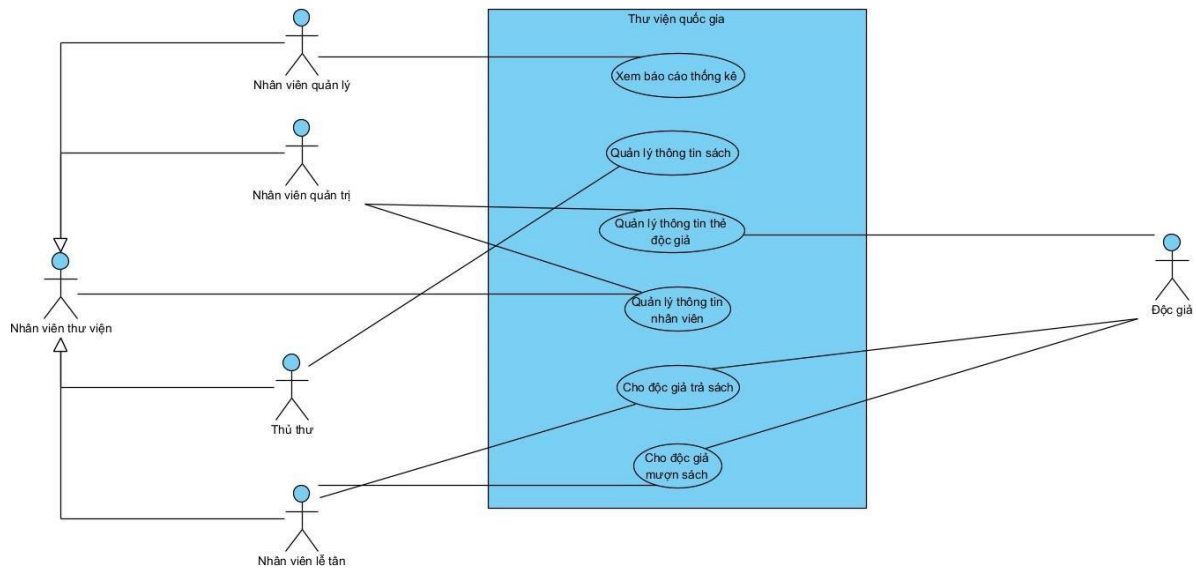 Thư viện quốc gia
Nhân viên quản lý
Xem báo cáo thống kê
Nhân viên quản trị
Quản lý thông tin sách
Quản lý thông tin thẻ
độc giả
Nhân viên thư viện
Quản lý thông tin
nhân viên
Độc giả
Thủ thư
Cho độc giả trả sách
Cho độc giả
mượn sách
Nhân viên lễ tân